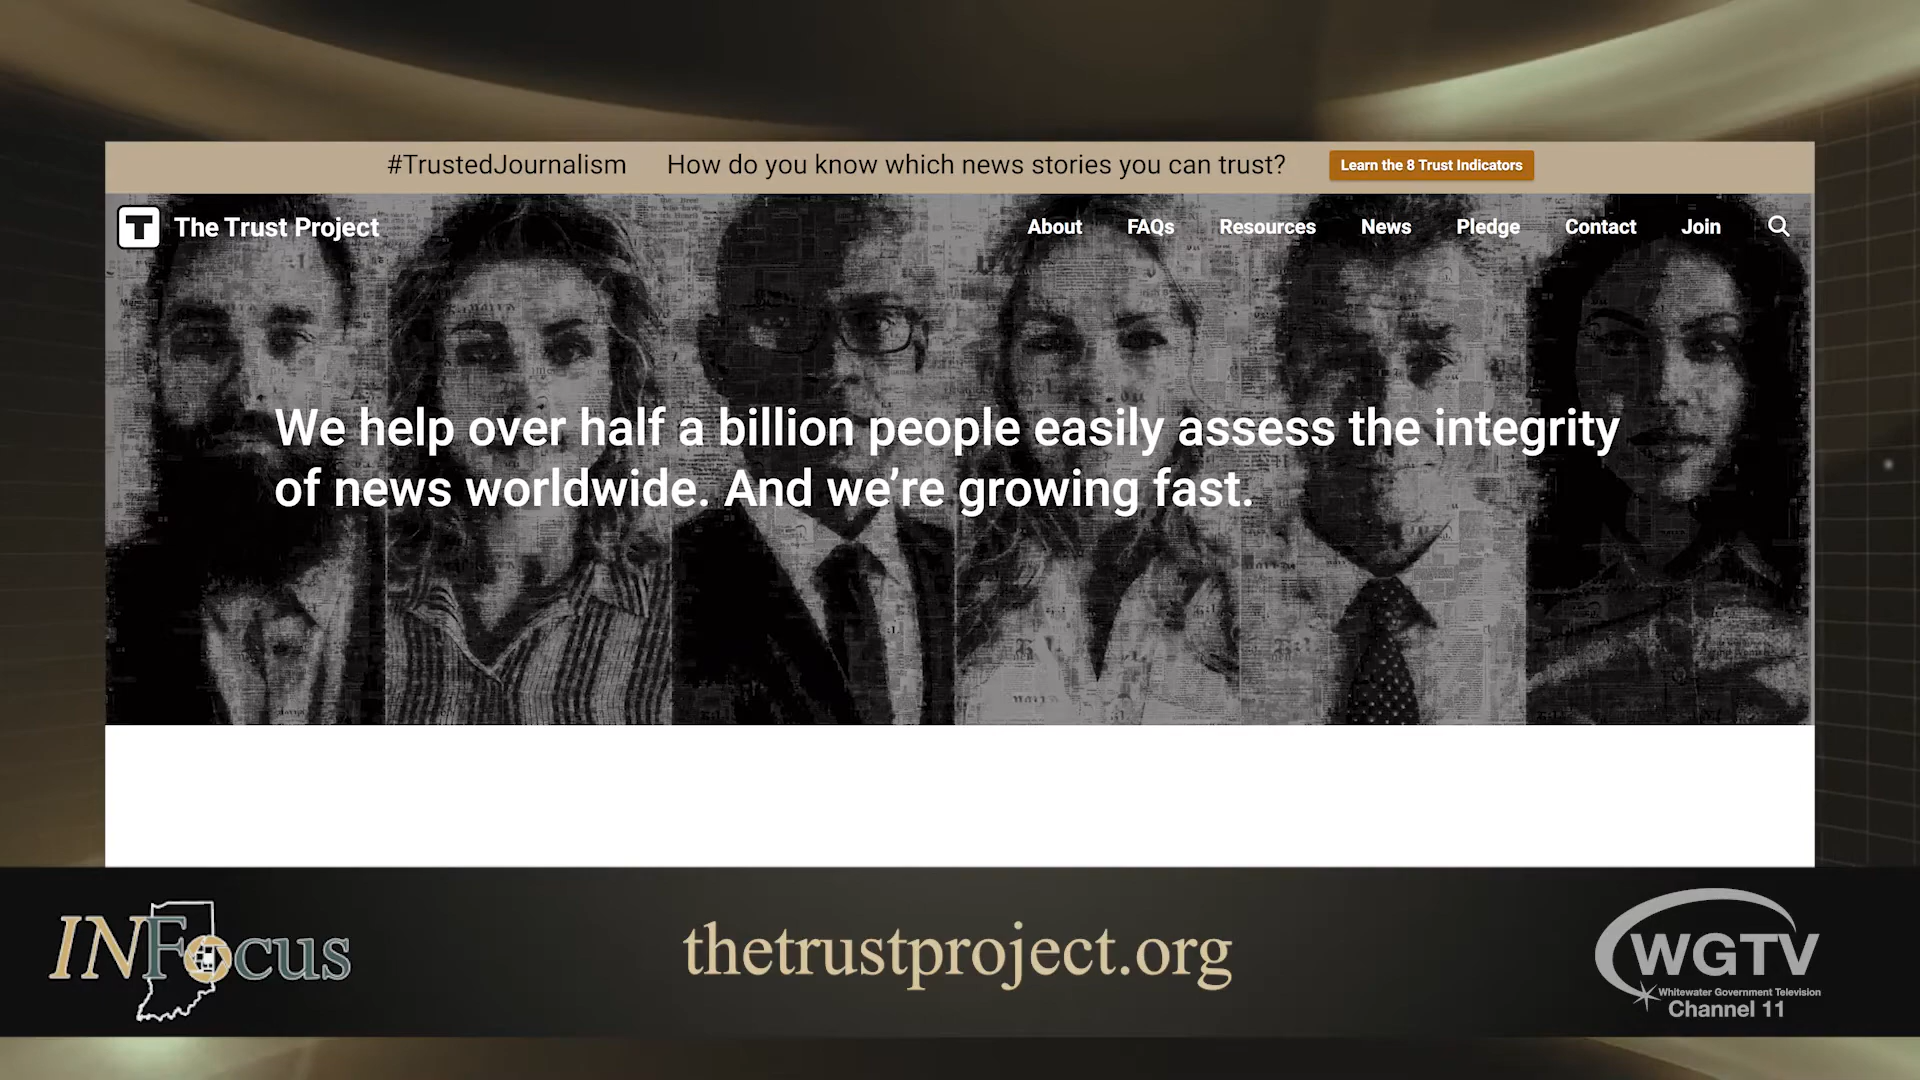 #TrustedJournalism How do you know which news stories you can trust? Learn the 8 Trust Indicators
T The Trust Project About FAQs Resources News Pledge Contact Join
We help over half a billion people easily assess the integrity
of news worldwide. And we’re growing fast.
INFocus
thetrustproject.org
WGTV
Whitewater Government Television
Channel 11